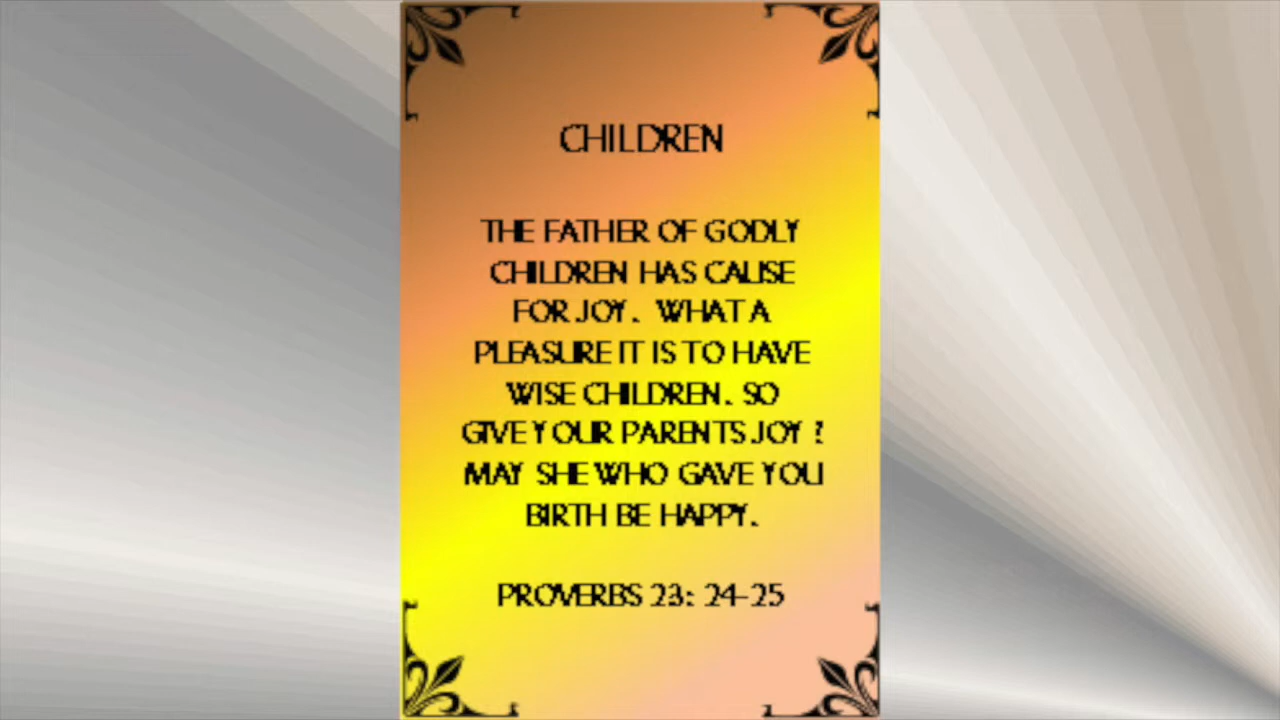 CHILDREN
THE FATHER OF GODLY
CHILDREN HAS CAUSE
FOR JOY. WHAT A
PLEASURE IT IS TO HAVE
WISE CHILDREN. SO
GIVE YOUR PARENTS JOY !
MAY SHE WHO GAVE YOU
BIRTH BE HAPPY.
PROVERBS 23: 24-25